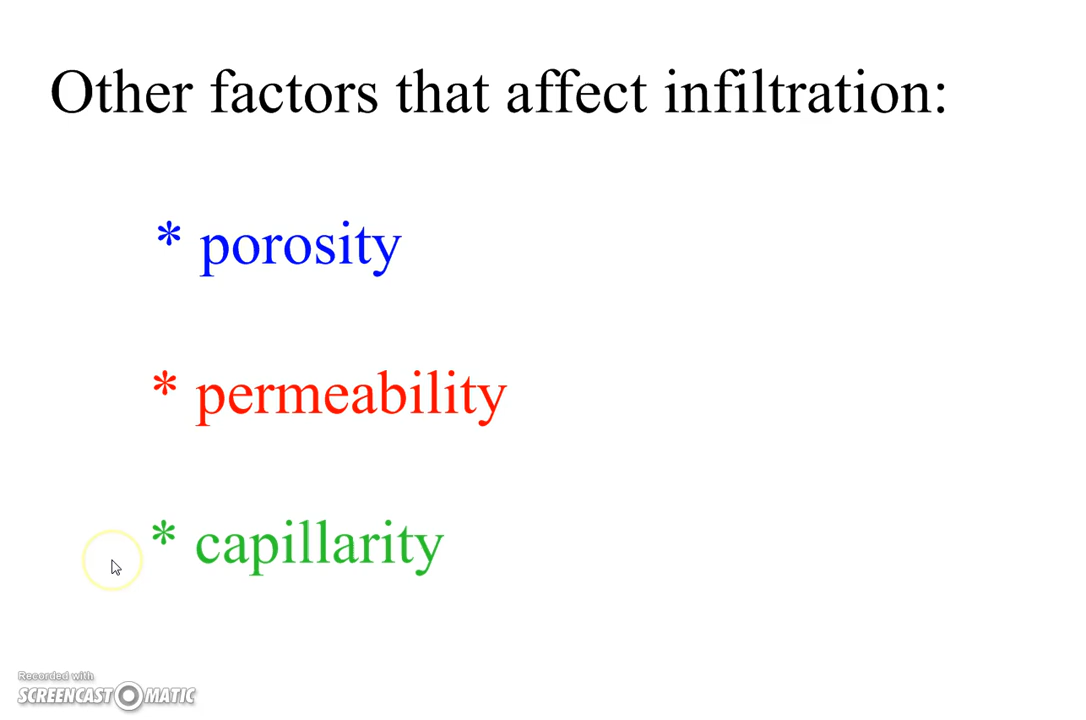 Other factors that affect infiltration:
* porosity
* permeability
* capillarity
Recorded with
SCREENCAST MATIC